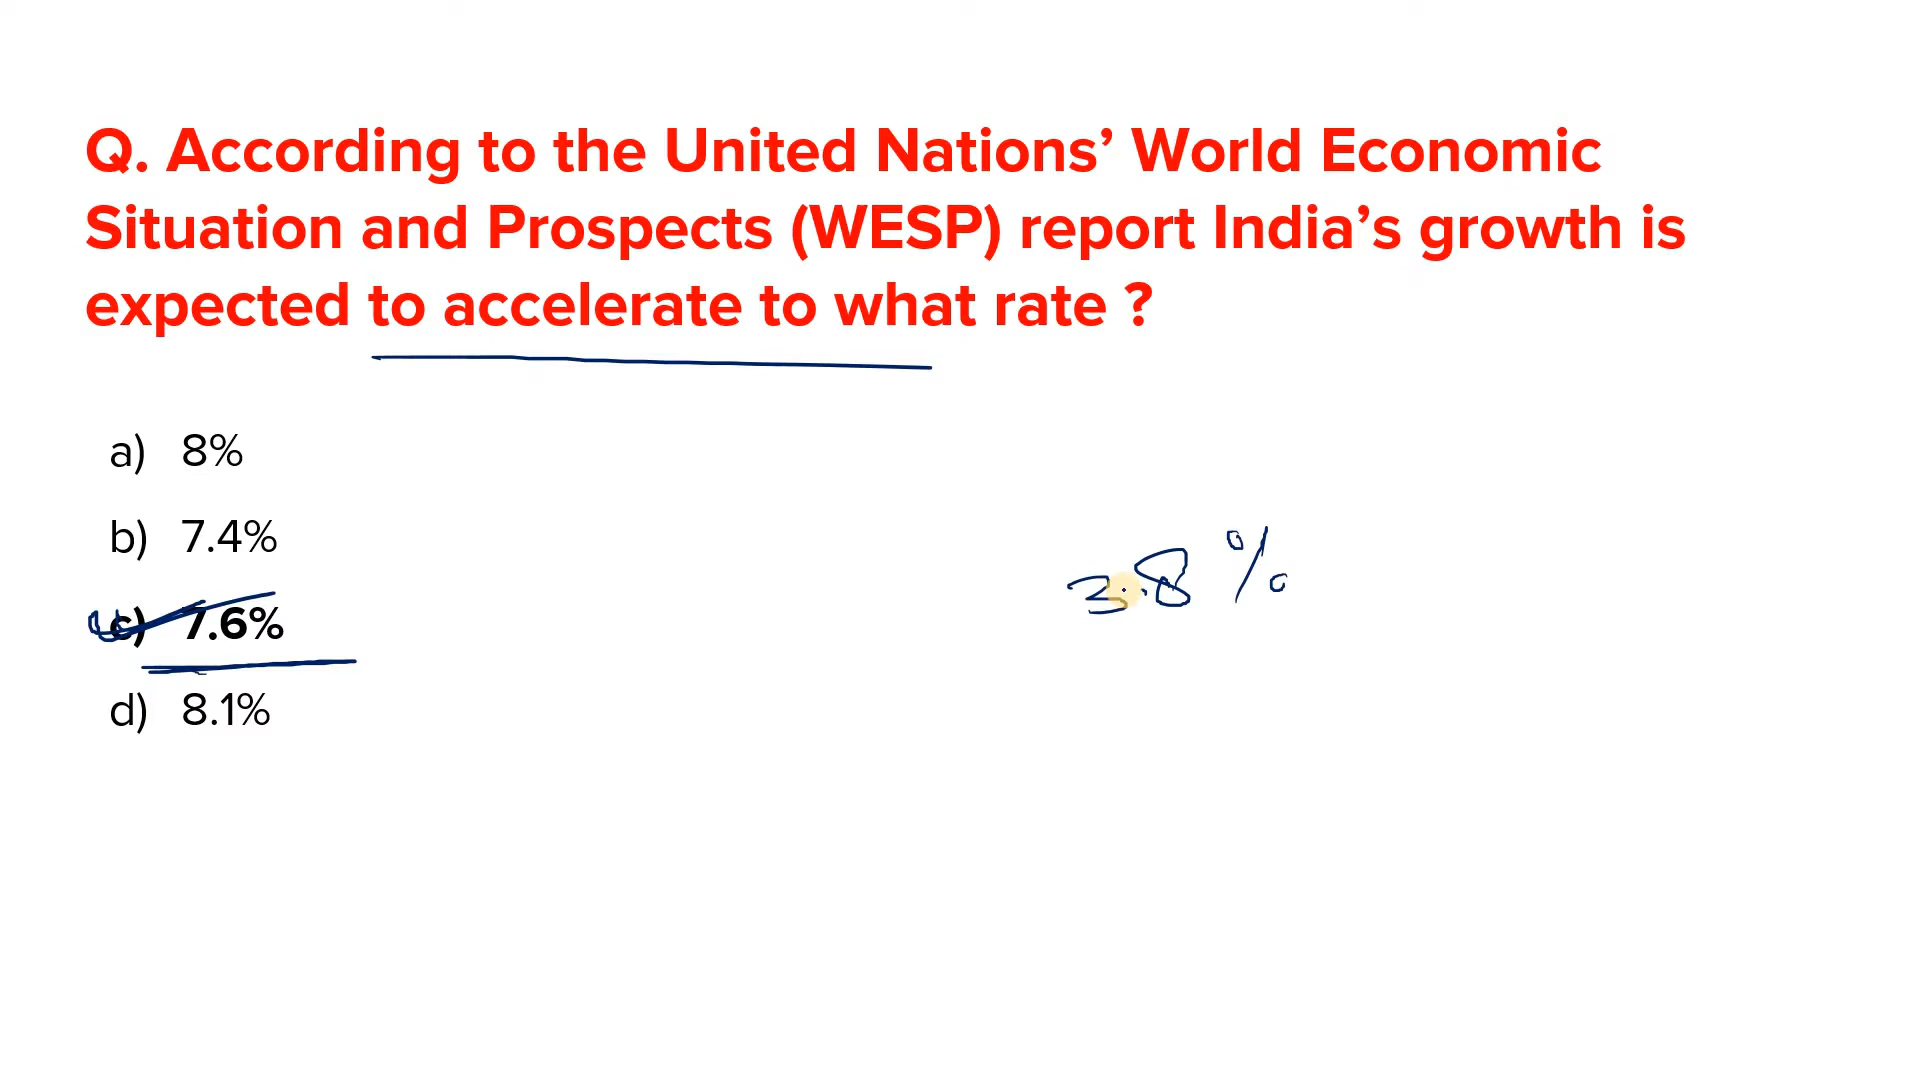 Q. According to the United Nations’ World Economic
Situation and Prospects (WESP) report India’s growth is
expected to accelerate to what rate ?
a) 8%
b) 7.4%
c) 7.6%
3.8 %
d) 8.1%